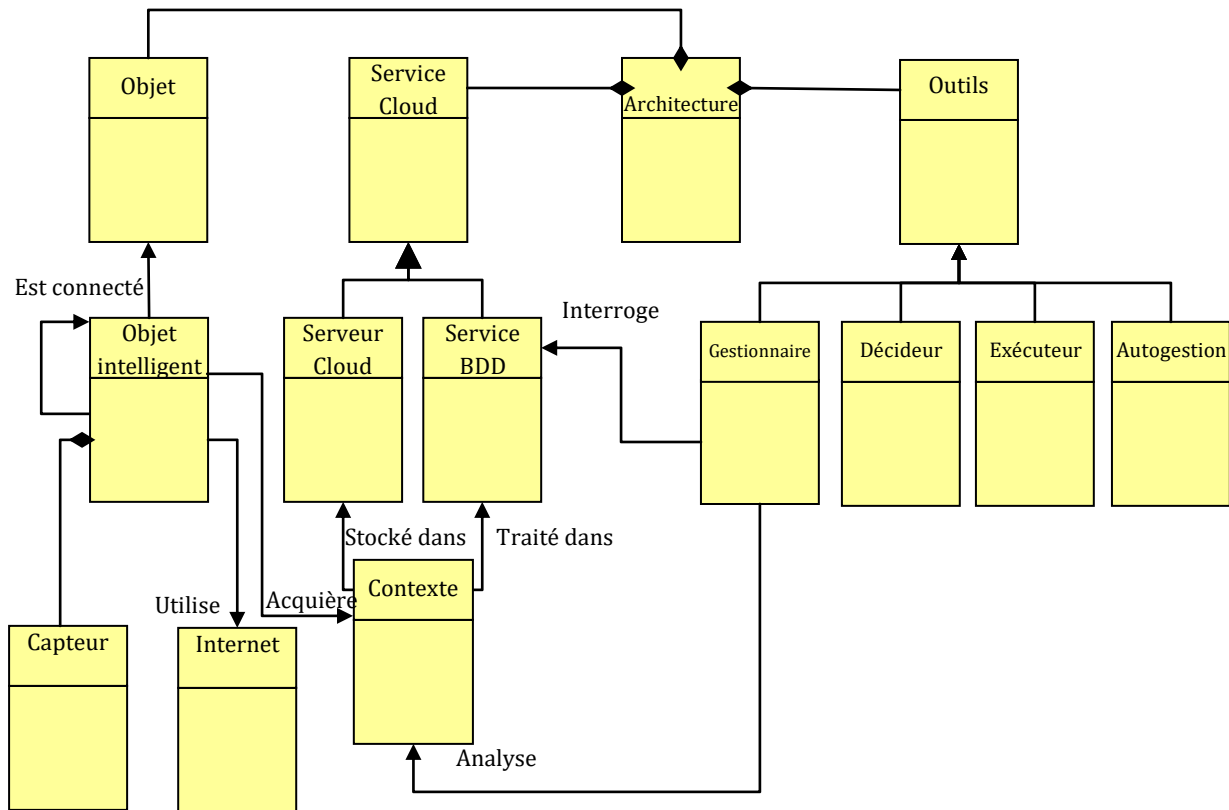 Objet
Service
Cloud
Architecture
Outils
Est connecté
Objet
intelligent
Serveur
Cloud
Service
BDD
Interroge
Gestionnaire
Décideur
Exécuteur
Autogestion
Stocké dans
Traité dans
Utilise
Acquière
Contexte
Capteur
Internet
Analyse